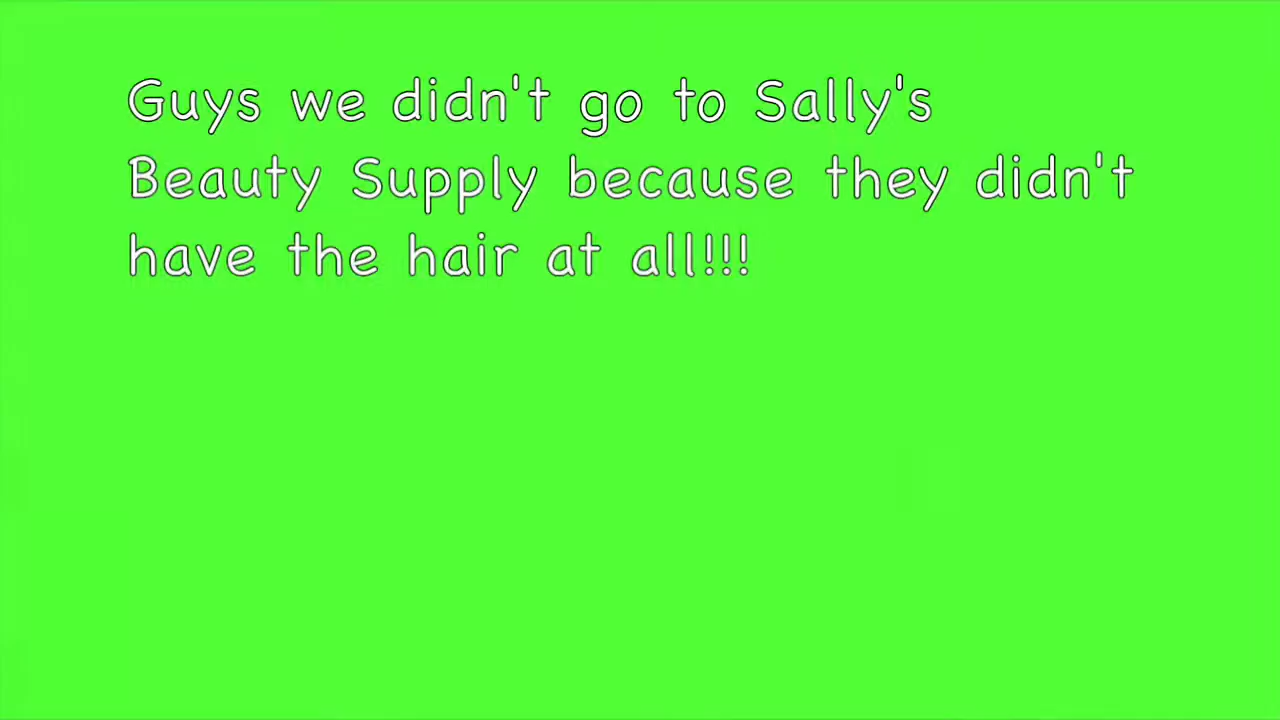 Guys we didn't go to Sally's
Beauty Supply because they didn't
have the hair at all!!!